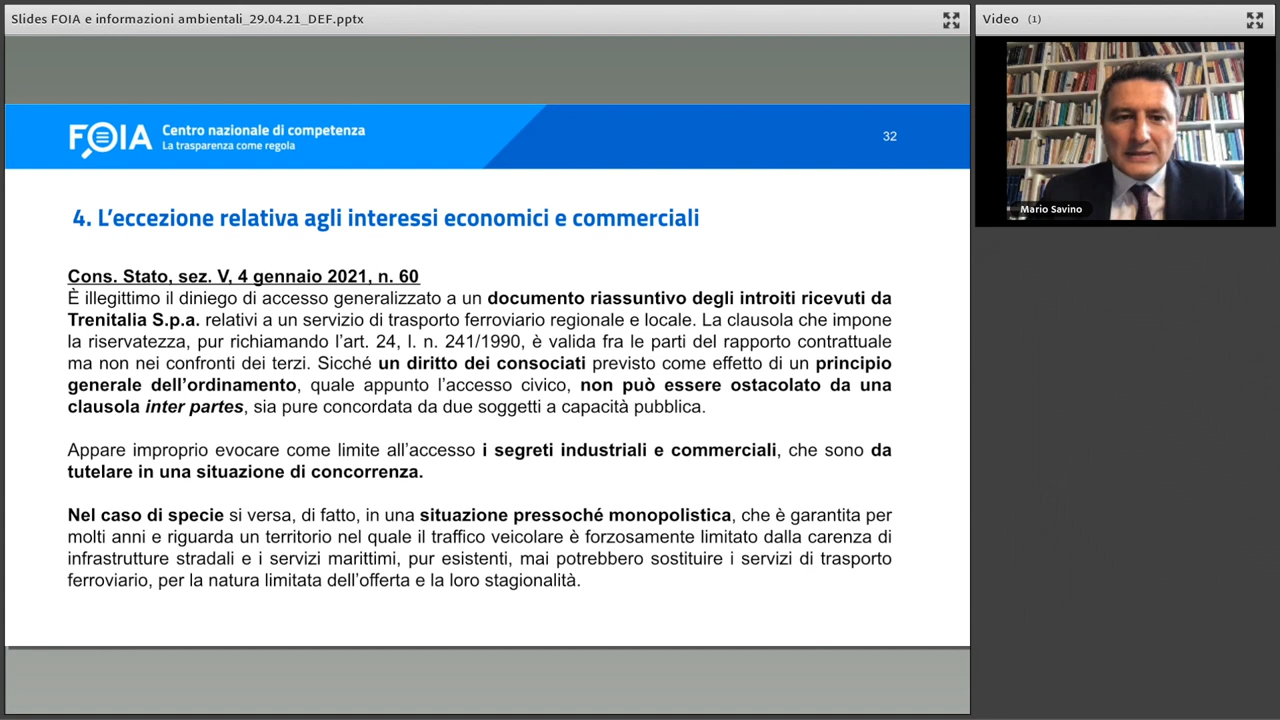 Slides FOIA e informazioni ambientali_29.04.21_DEF.pptx
Video (1)
FOIA
Centro nazionale di competenza
La trasparenza come regola
32
Mario Savino
4. L'eccezione relativa agli interessi economici e commerciali
Cons. Stato, sez. V, 4 gennaio 2021, n. 60
È illegittimo il diniego di accesso generalizzato a un documento riassuntivo degli introiti ricevuti da
Trenitalia S.p.a. relativi a un servizio di trasporto ferroviario regionale e locale. La clausola che impone
la riservatezza, pur richiamando l'art. 24, l. n. 241/1990, è valida fra le parti del rapporto contrattuale
ma non nei confronti dei terzi. Sicché un diritto dei consociati previsto come effetto di un principio
generale dell'ordinamento, quale appunto l'accesso civico, non può essere ostacolato da una
clausola inter partes, sia pure concordata da due soggetti a capacità pubblica.
Appare improprio evocare come limite all'accesso i segreti industriali e commerciali, che sono da
tutelare in una situazione di concorrenza.
Nel caso di specie si versa, di fatto, in una situazione pressoché monopolistica, che è garantita per
molti anni e riguarda un territorio nel quale il traffico veicolare è forzosamente limitato dalla carenza di
infrastrutture stradali e i servizi marittimi, pur esistenti, mai potrebbero sostituire i servizi di trasporto
ferroviario, per la natura limitata dell'offerta e la loro stagionalità.